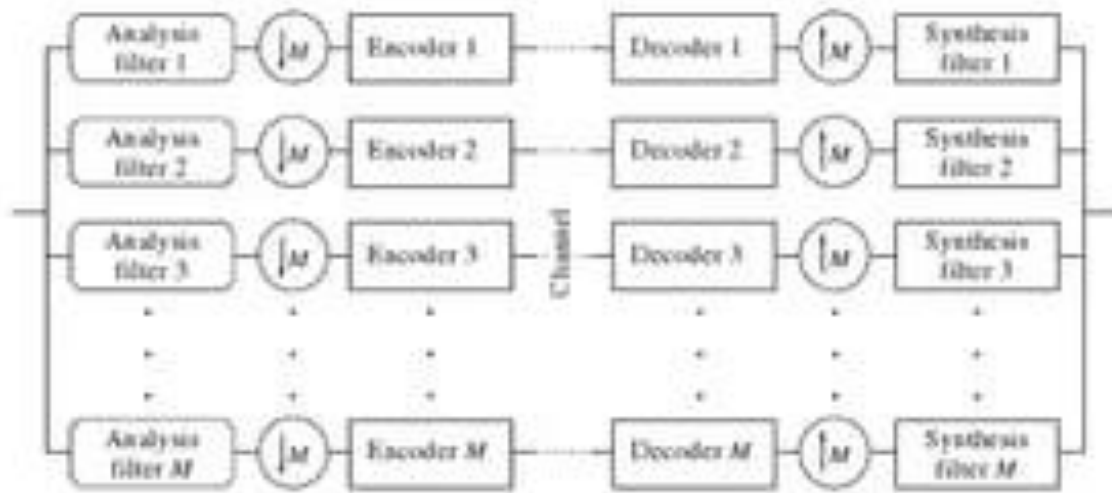 Analysis
filter 1
M
Encoder 1
Decoder 1
M
Synthesis
filter 1
Analysis
filter 2
M
Encoder 2
Decoder 2
M
Synthesis
filter 2
Analysis
filter 3
M
Encoder 3
Channel
Decoder 3
M
Synthesis
filter 3
Analysis
filter M
M
Encoder M
Decoder M
M
Synthesis
filter M